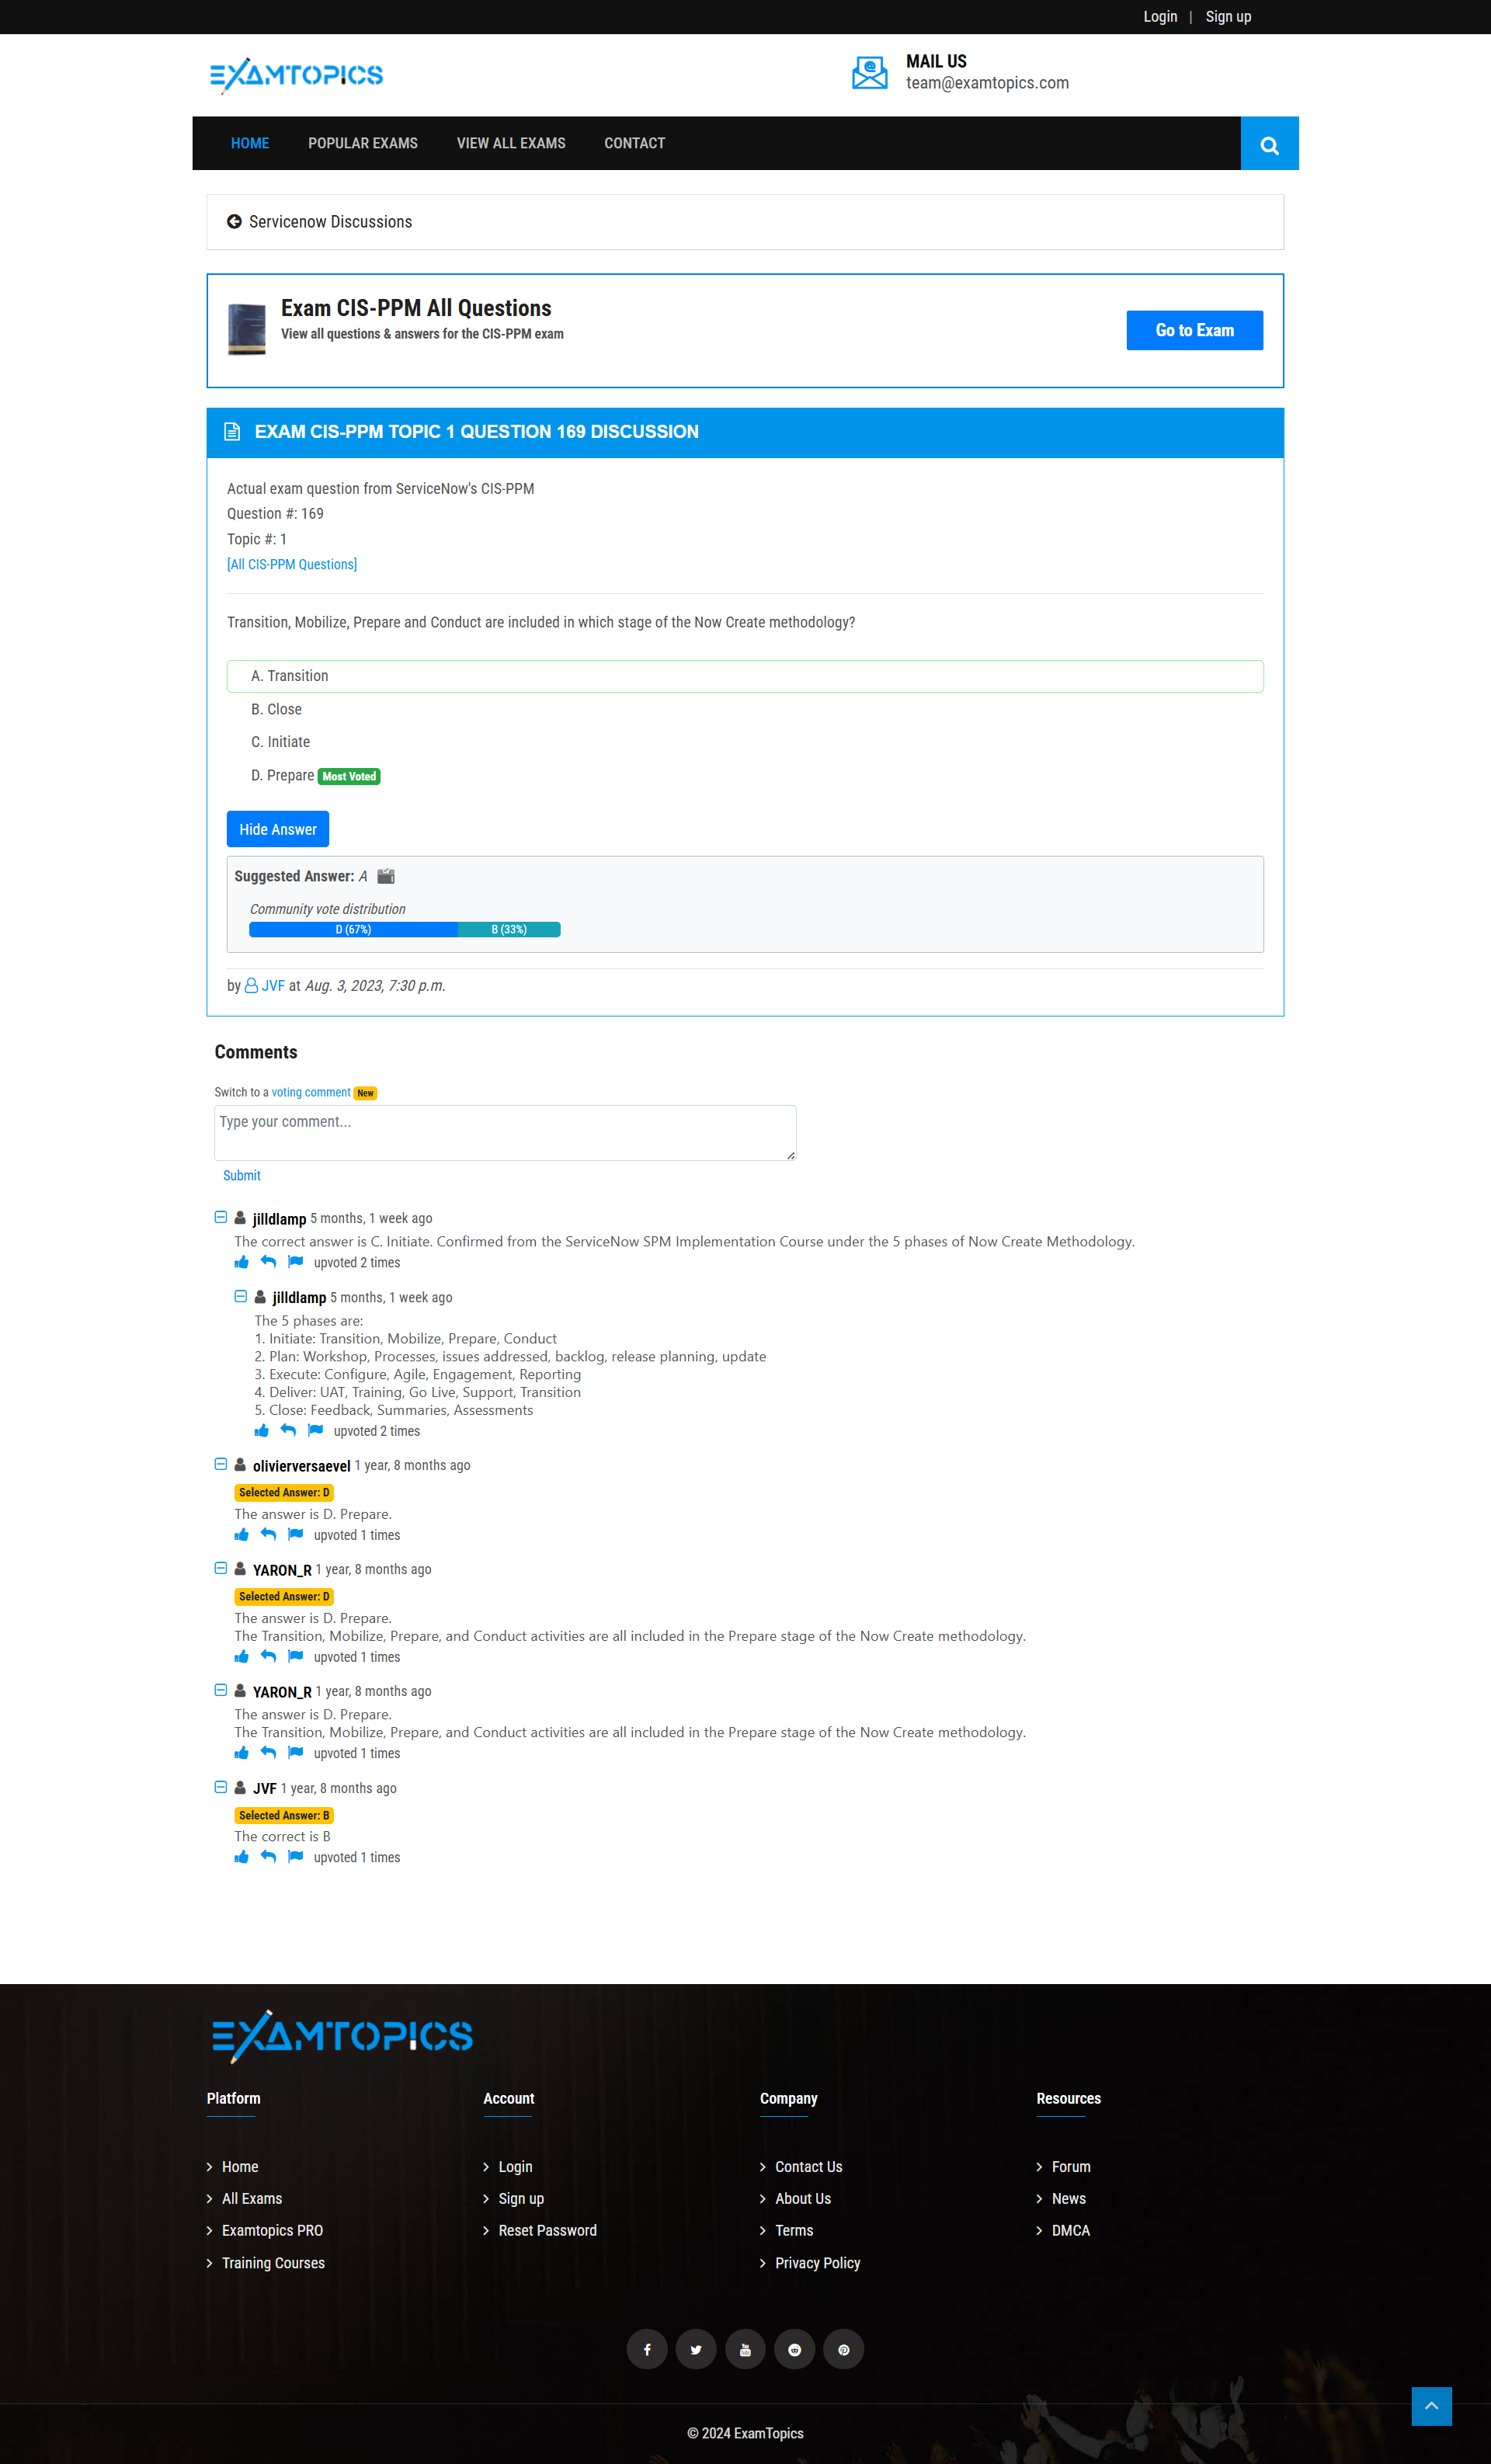 Login | Sign up
EXAMTOPICS
MAIL US
team@examtopics.com
HOME POPULAR EXAMS VIEW ALL EXAMS CONTACT
Servicenow Discussions
Exam CIS-PPM All Questions
View all questions & answers for the CIS-PPM exam
Go to Exam
EXAM CIS-PPM TOPIC 1 QUESTION 169 DISCUSSION
Actual exam question from ServiceNow's CIS-PPM
Question #: 169
Topic #: 1
[All CIS-PPM Questions]
Transition, Mobilize, Prepare and Conduct are included in which stage of the Now Create methodology?
A. Transition
B. Close
C. Initiate
D. Prepare Most Voted
Hide Answer
Suggested Answer: A
Community vote distribution
D (67%) B (33%)
by JVF at Aug. 3, 2023, 7:30 p.m.
Comments
Switch to a voting comment New
Type your comment...
Submit
jilldlamp 5 months, 1 week ago
The correct answer is C. Initiate. Confirmed from the ServiceNow SPM Implementation Course under the 5 phases of Now Create Methodology.
upvoted 2 times
jilldlamp 5 months, 1 week ago
The 5 phases are:
1. Initiate: Transition, Mobilize, Prepare, Conduct
2. Plan: Workshop, Processes, issues addressed, backlog, release planning, update
3. Execute: Configure, Agile, Engagement, Reporting
4. Deliver: UAT, Training, Go Live, Support, Transition
5. Close: Feedback, Summaries, Assessments
upvoted 2 times
olivierversaevel 1 year, 8 months ago
Selected Answer: D
The answer is D. Prepare.
upvoted 1 times
YARON_R 1 year, 8 months ago
Selected Answer: D
The answer is D. Prepare.
The Transition, Mobilize, Prepare, and Conduct activities are all included in the Prepare stage of the Now Create methodology.
upvoted 1 times
YARON_R 1 year, 8 months ago
The answer is D. Prepare.
The Transition, Mobilize, Prepare, and Conduct activities are all included in the Prepare stage of the Now Create methodology.
upvoted 1 times
JVF 1 year, 8 months ago
Selected Answer: B
The correct is B
upvoted 1 times
EXAMTOPICS
Platform
Home
All Exams
Examtopics PRO
Training Courses
Account
Login
Sign up
Reset Password
Company
Contact Us
About Us
Terms
Privacy Policy
Resources
Forum
News
DMCA
© 2024 ExamTopics